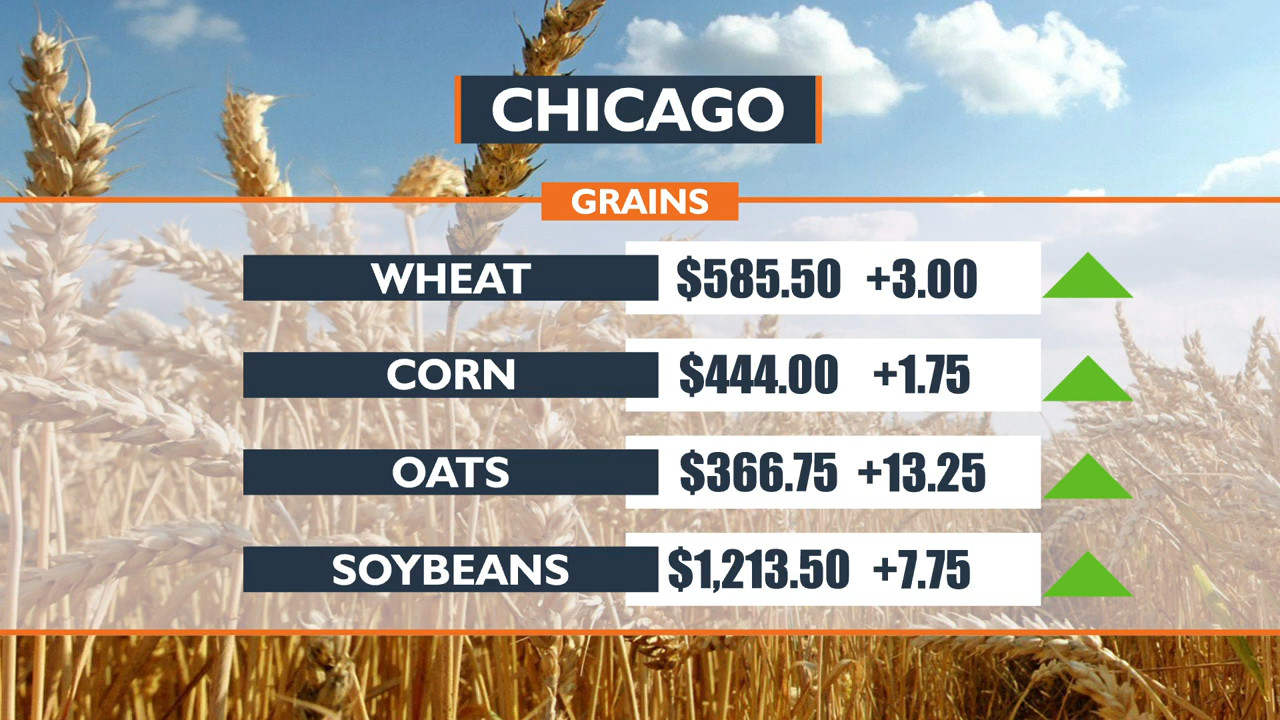 CHICAGO
GRAINS
WHEAT $585.50 +3.00
CORN $444.00 +1.75
OATS $366.75 +13.25
SOYBEANS $1,213.50 +7.75